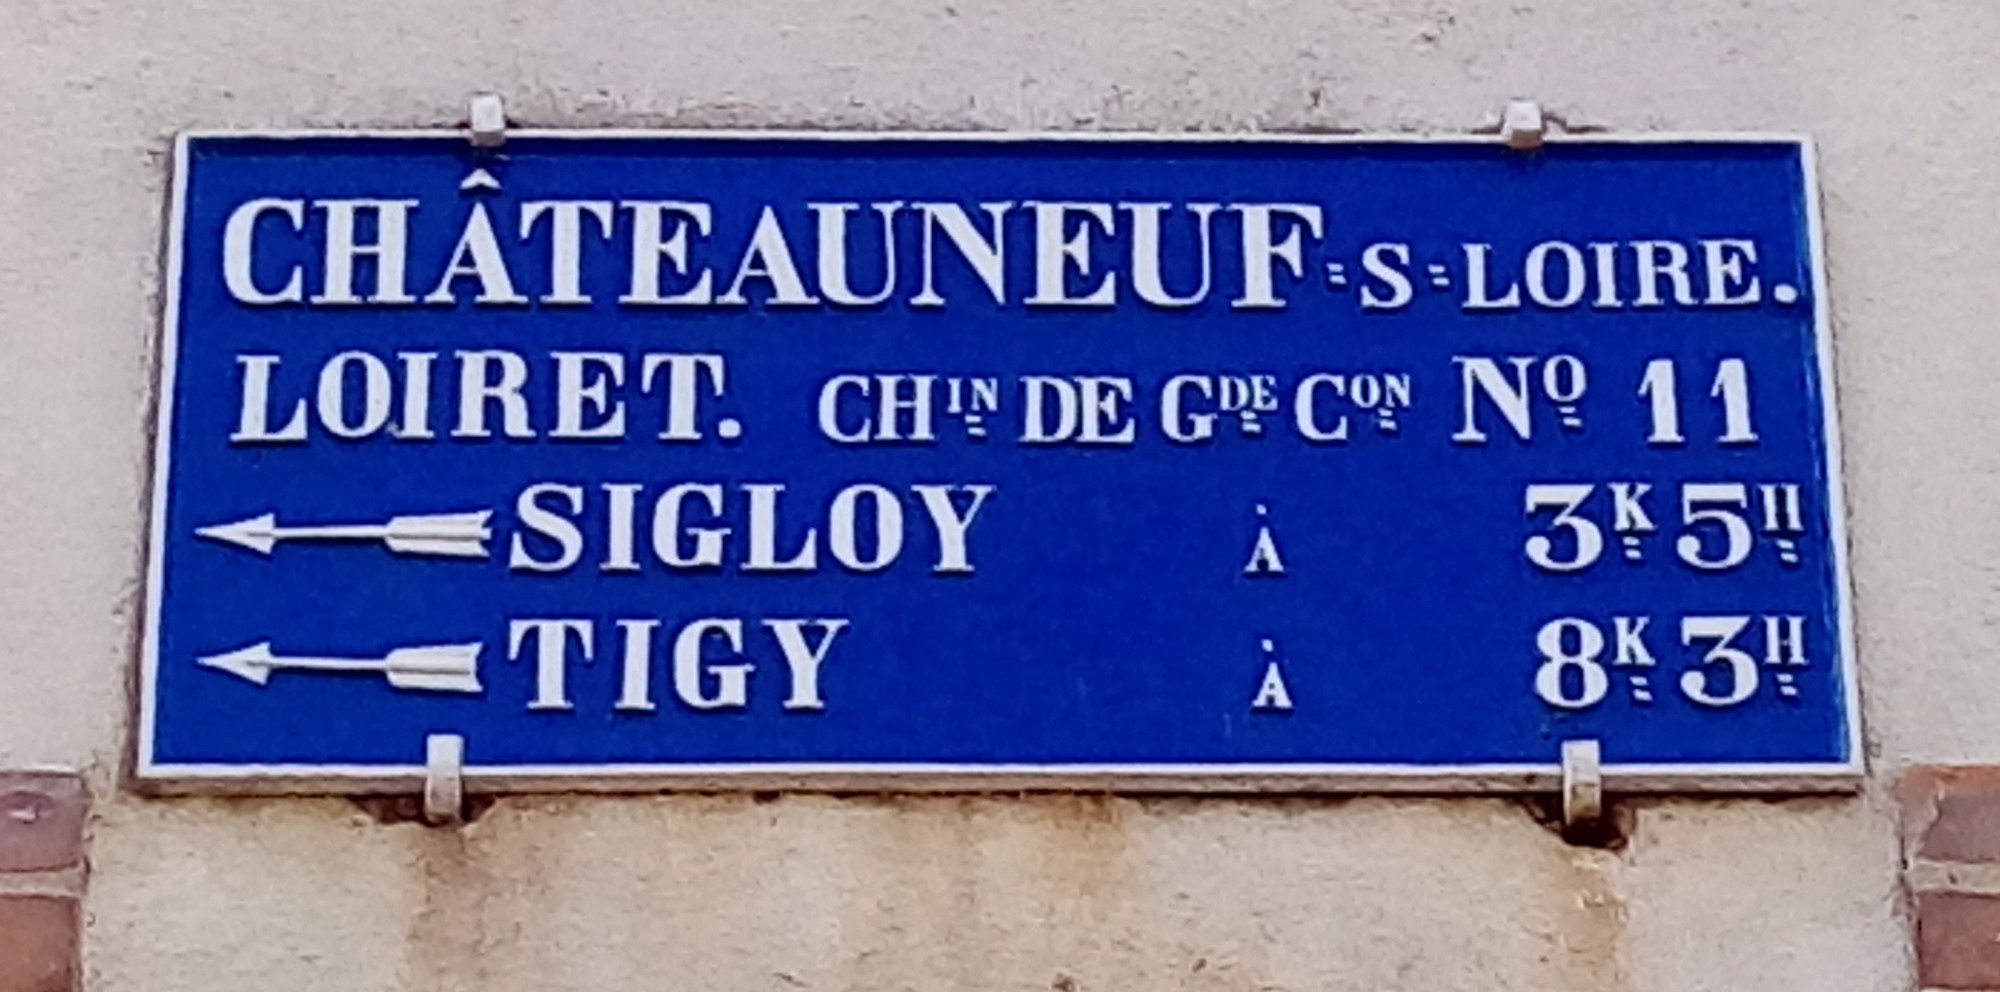 CHÂTEAUNEUF=S=LOIRE.
LOIRET. CHIN DE GDE CON NO 11
SIGLOY À 3K 5H
TIGY À 8K 3H